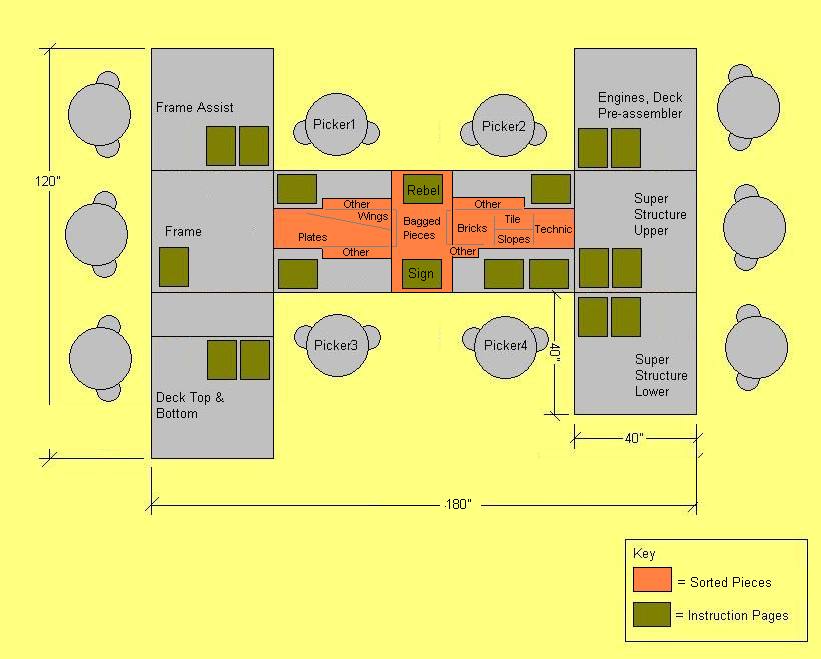 Frame Assist
Picker1
Picker2
Engines, Deck
Pre-assembler
120"
Rebel
Other
Wings
Plates
Other
Bagged
Pieces
Other
Bricks
Tile
Slopes
Technic
Other
Sign
Frame
Super
Structure
Upper
Picker3
Picker4
40"
Super
Structure
Lower
Deck Top &
Bottom
40"
180"
Key
= Sorted Pieces
= Instruction Pages